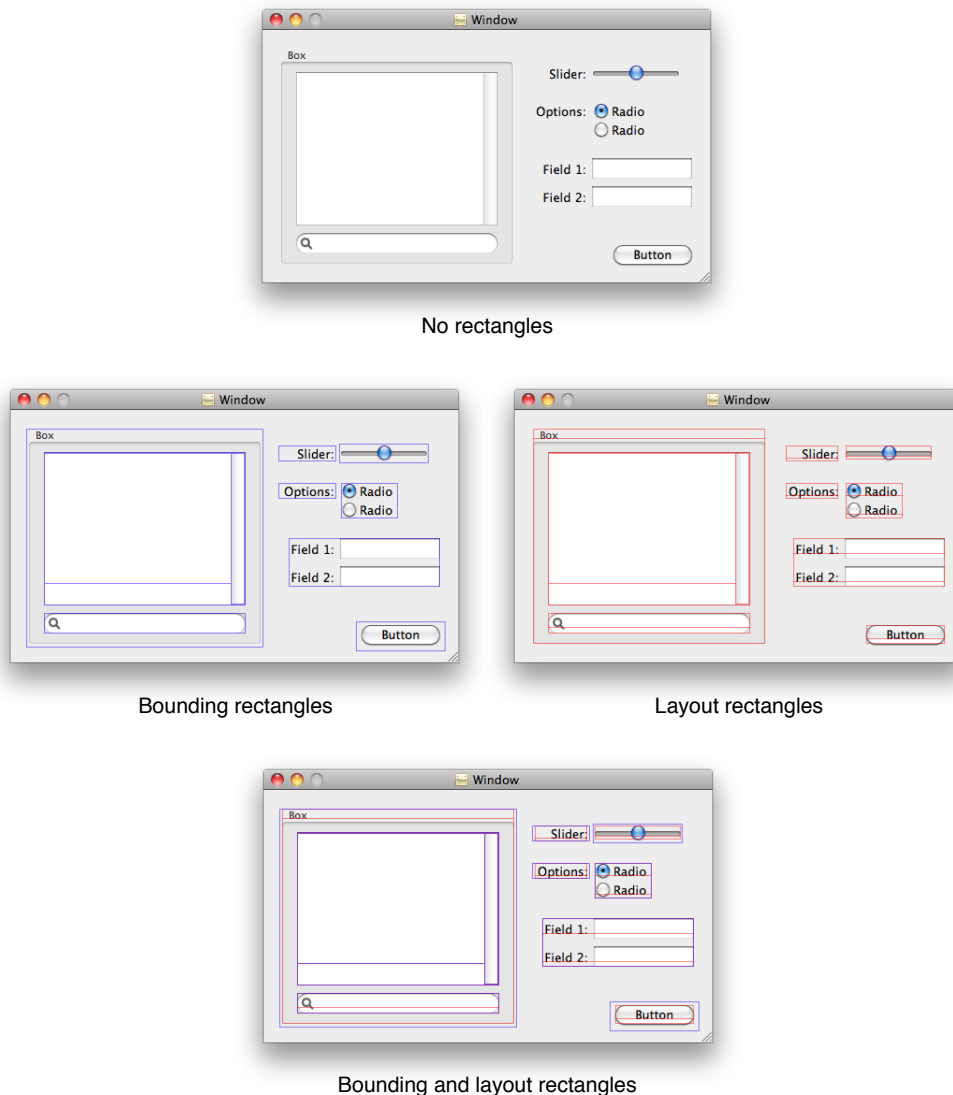 Window
Box
Slider:
Options: Radio
Radio
Field 1:
Field 2:
Button
No rectangles
Window
Box
Slider:
Options: Radio
Radio
Field 1:
Field 2:
Button
Bounding rectangles
Window
Box
Slider:
Options: Radio
Radio
Field 1:
Field 2:
Button
Layout rectangles
Window
Box
Slider:
Options: Radio
Radio
Field 1:
Field 2:
Button
Bounding and layout rectangles